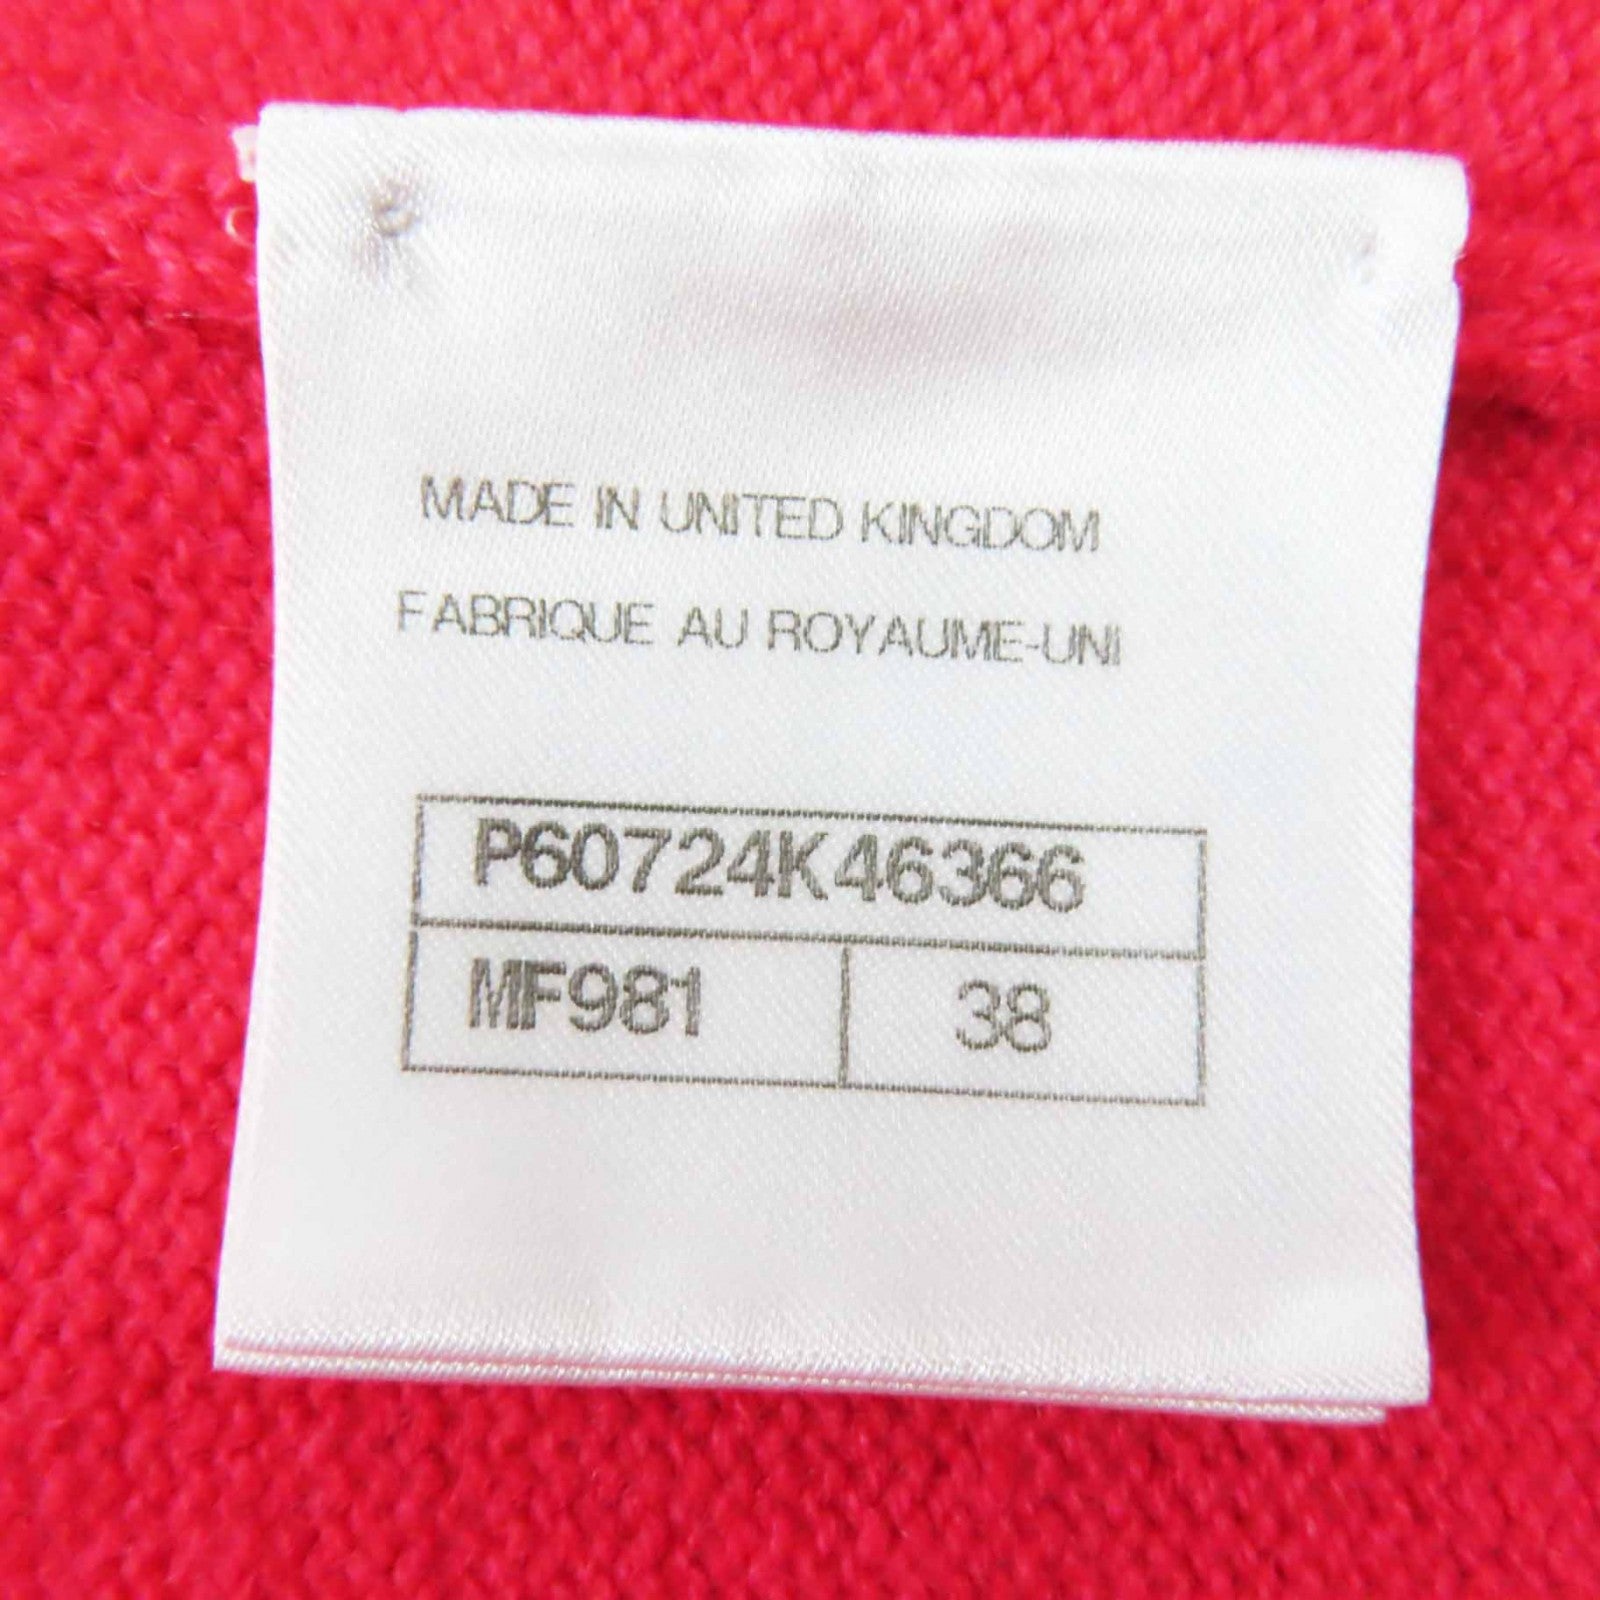 MADE IN UNITED KINGDOM
FABRIQUE AU ROYAUME-UNI
P60724K46366
MF981 38